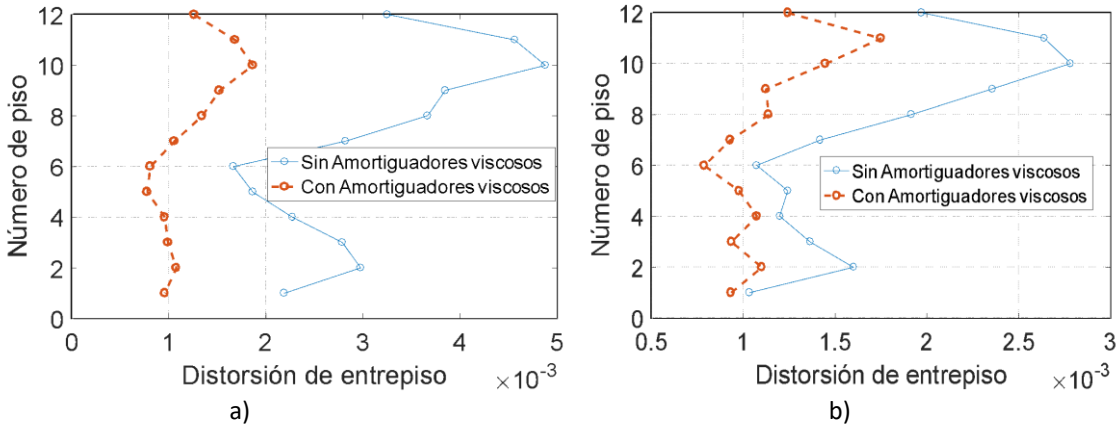 12
10
8
6
4
2
0
Número de piso
Sin Amortiguadores viscosos
Con Amortiguadores viscosos
0 1 2 3 4 5
Distorsión de entrepiso ×10⁻³
a)
12
10
8
6
4
2
0
Número de piso
Sin Amortiguadores viscosos
Con Amortiguadores viscosos
0.5 1 1.5 2 2.5 3
Distorsión de entrepiso ×10⁻³
b)